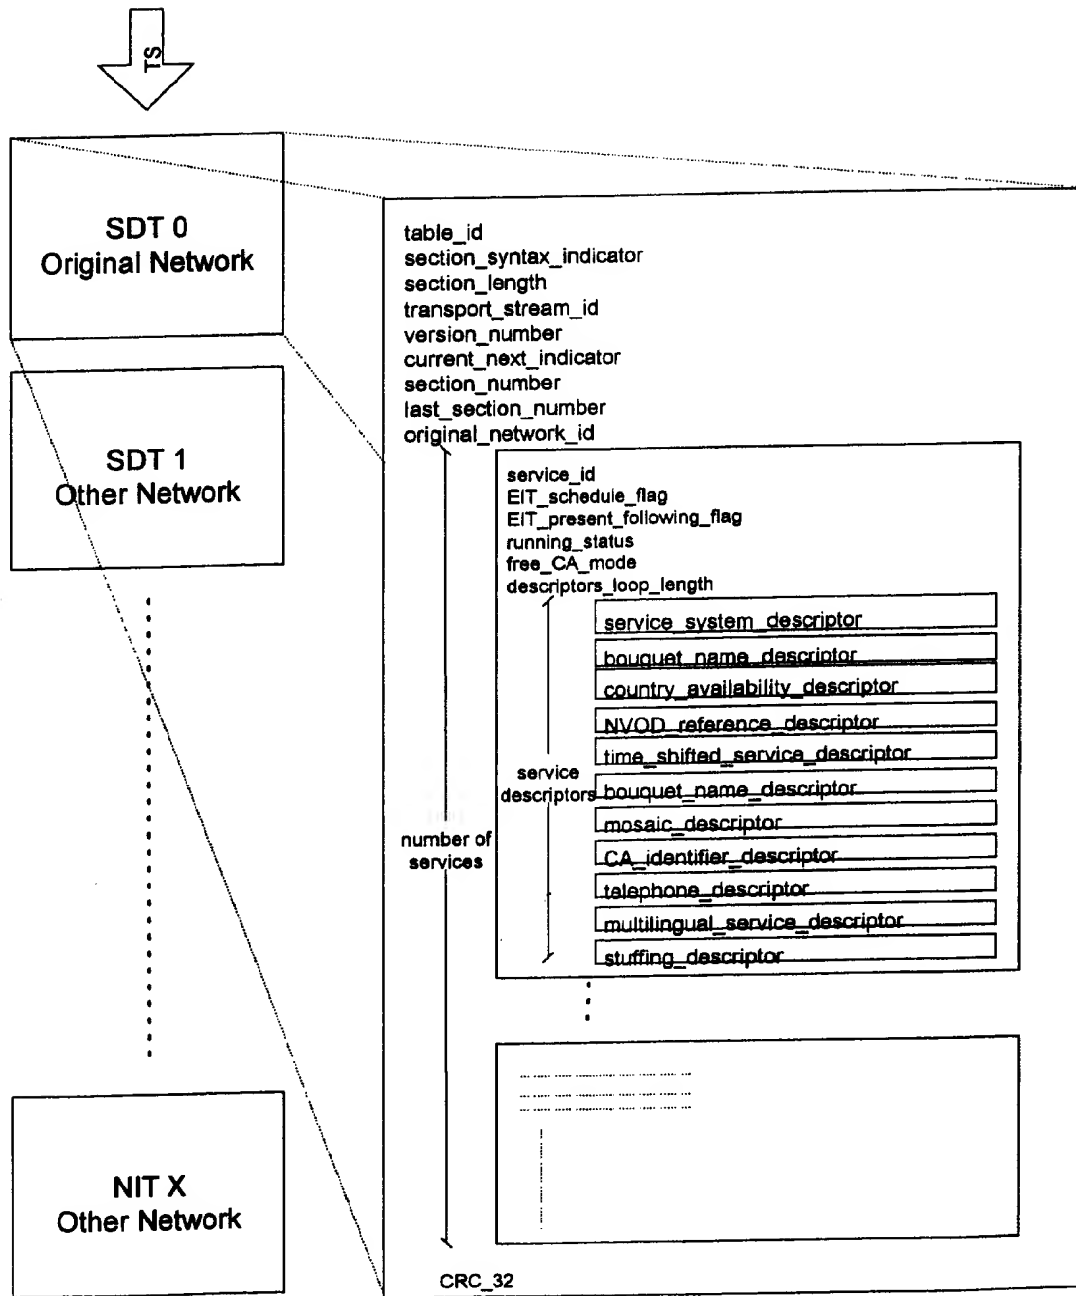 TS
SDT 0
Original Network
SDT 1
Other Network
NIT X
Other Network
table_id
section_syntax_indicator
section_length
transport_stream_id
version_number
current_next_indicator
section_number
last_section_number
original_network_id
number of
services
service_id
EIT_schedule_flag
EIT_present_following_flag
running_status
free_CA_mode
descriptors_loop_length
service
descriptors
service_system_descriptor
bouquet_name_descriptor
country_availability_descriptor
NVOD_reference_descriptor
time_shifted_service_descriptor
bouquet_name_descriptor
mosaic_descriptor
CA_identifier_descriptor
telephone_descriptor
multilingual_service_descriptor
stuffing_descriptor
CRC_32